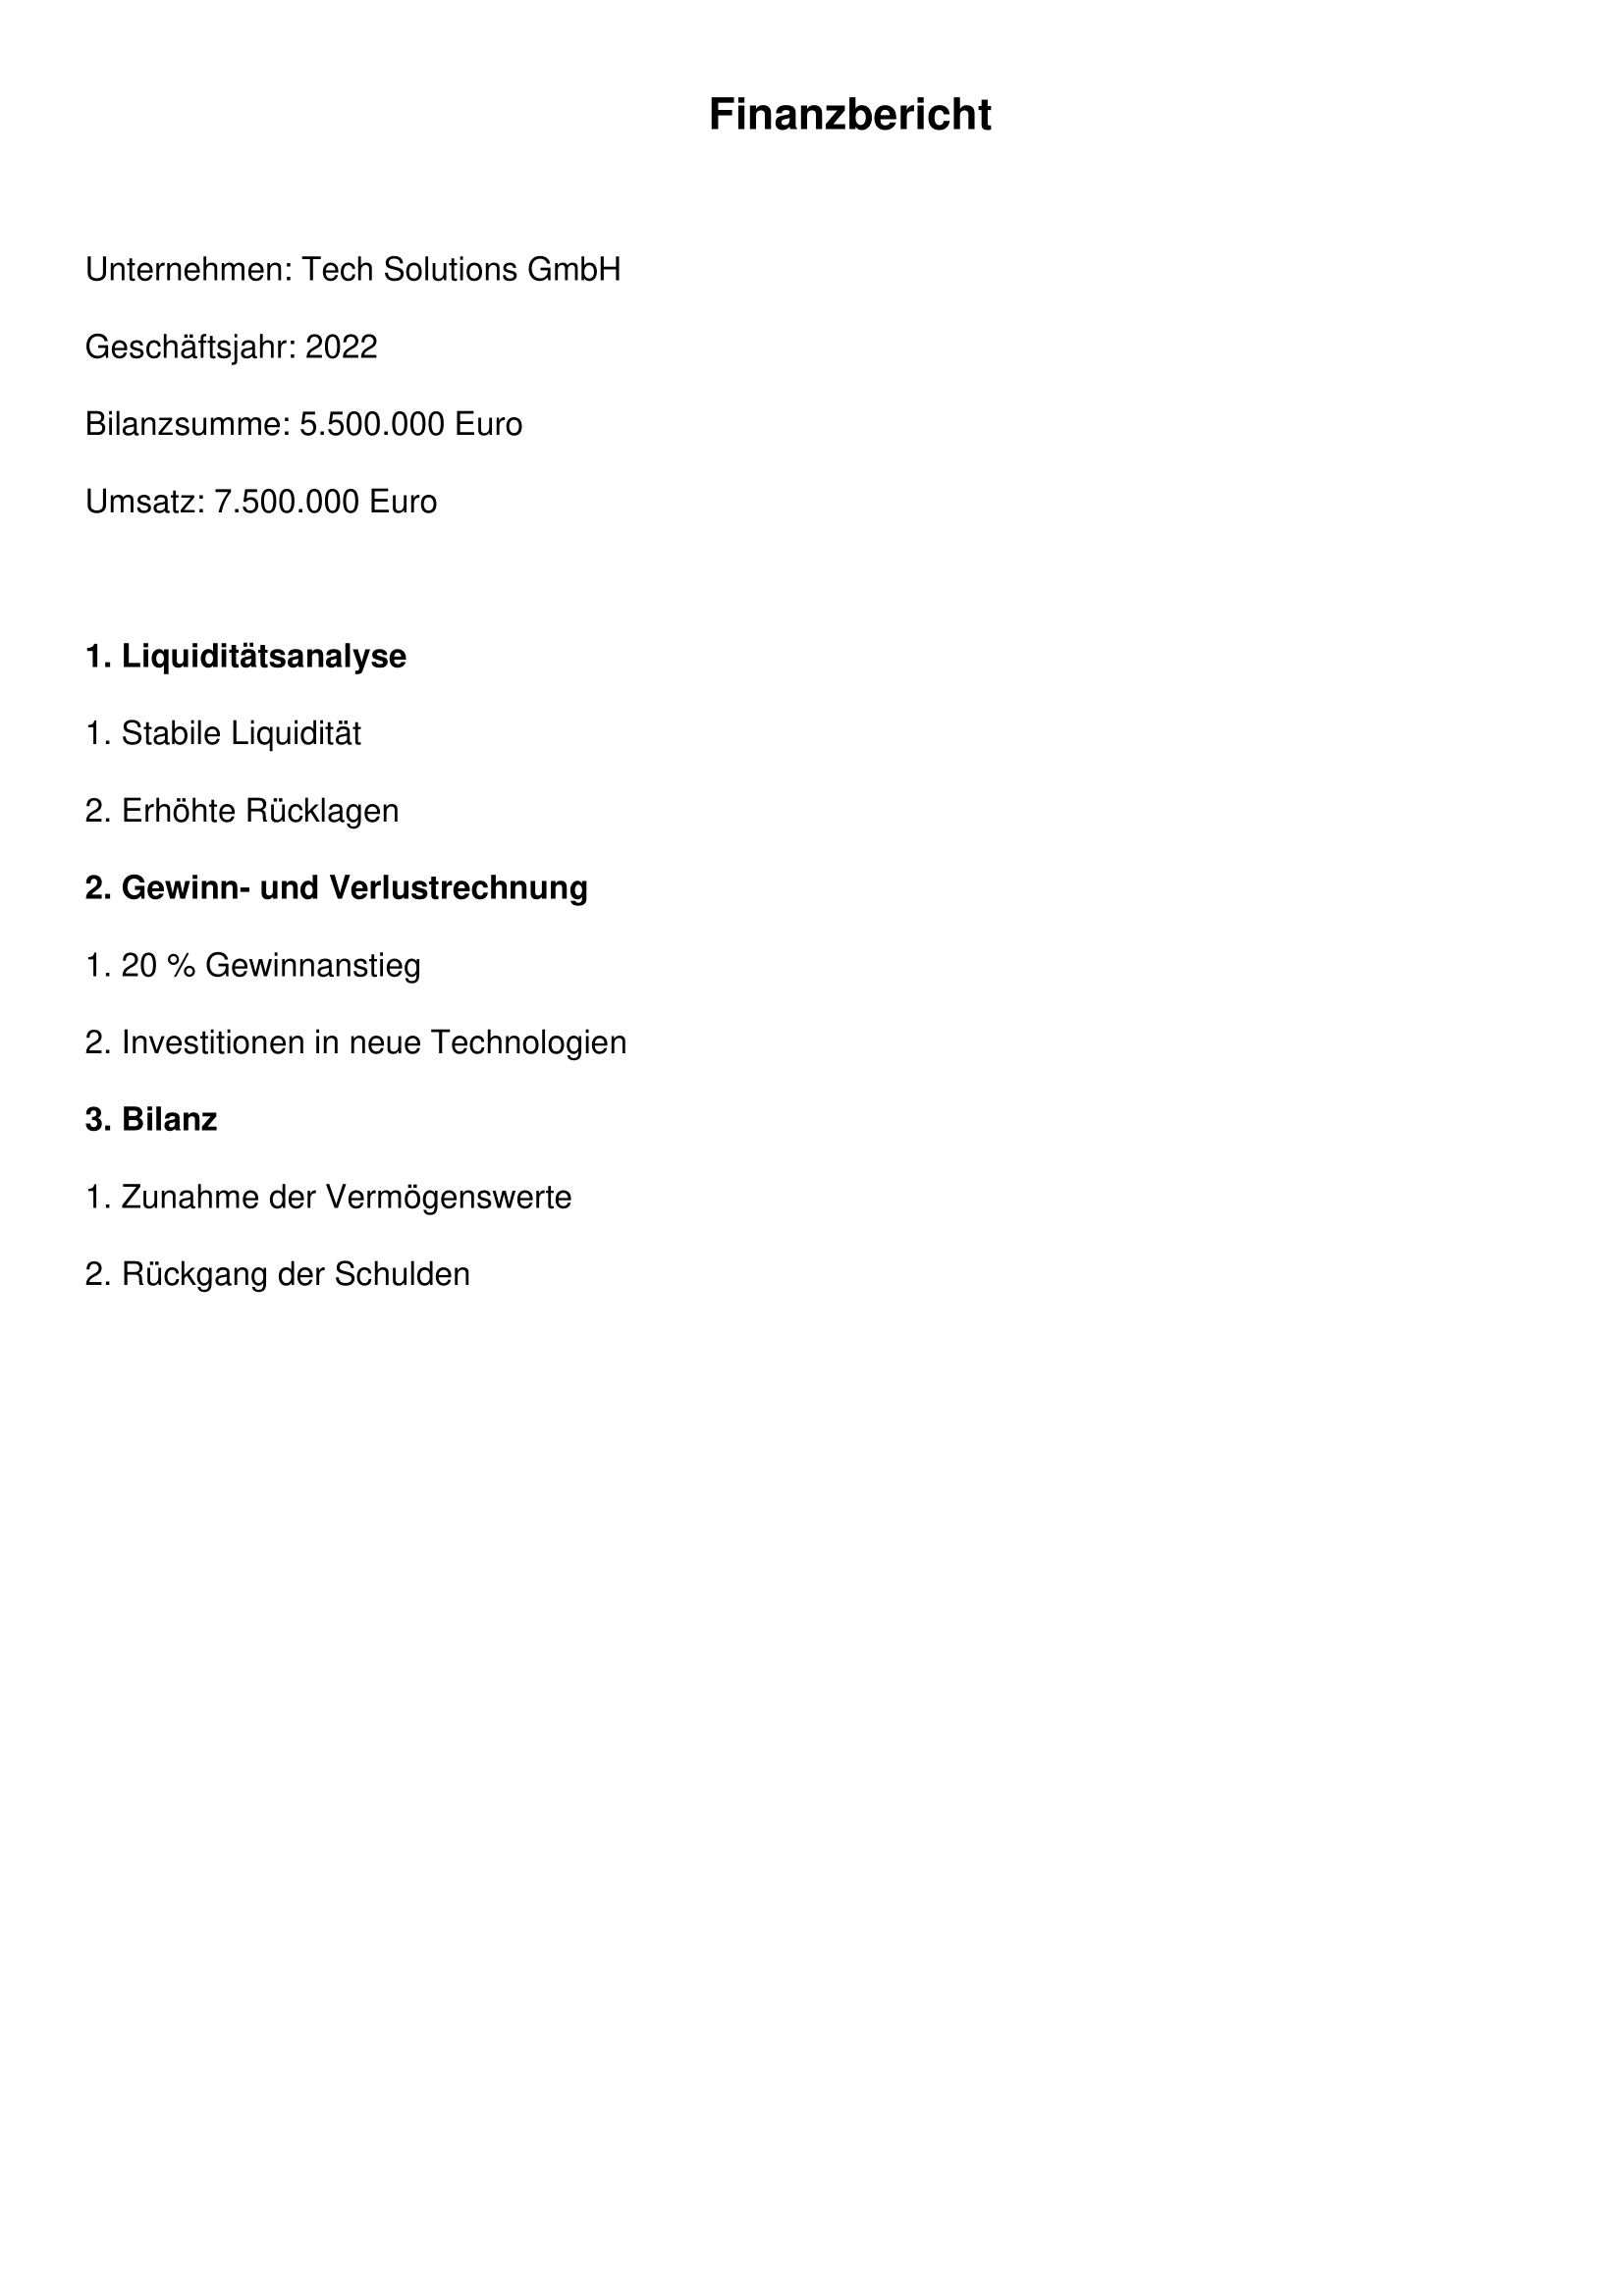 Finanzbericht
Unternehmen: Tech Solutions GmbH
Geschäftsjahr: 2022
Bilanzsumme: 5.500.000 Euro
Umsatz: 7.500.000 Euro
1. Liquiditätsanalyse
1. Stabile Liquidität
2. Erhöhte Rücklagen
2. Gewinn- und Verlustrechnung
1. 20 % Gewinnanstieg
2. Investitionen in neue Technologien
3. Bilanz
1. Zunahme der Vermögenswerte
2. Rückgang der Schulden